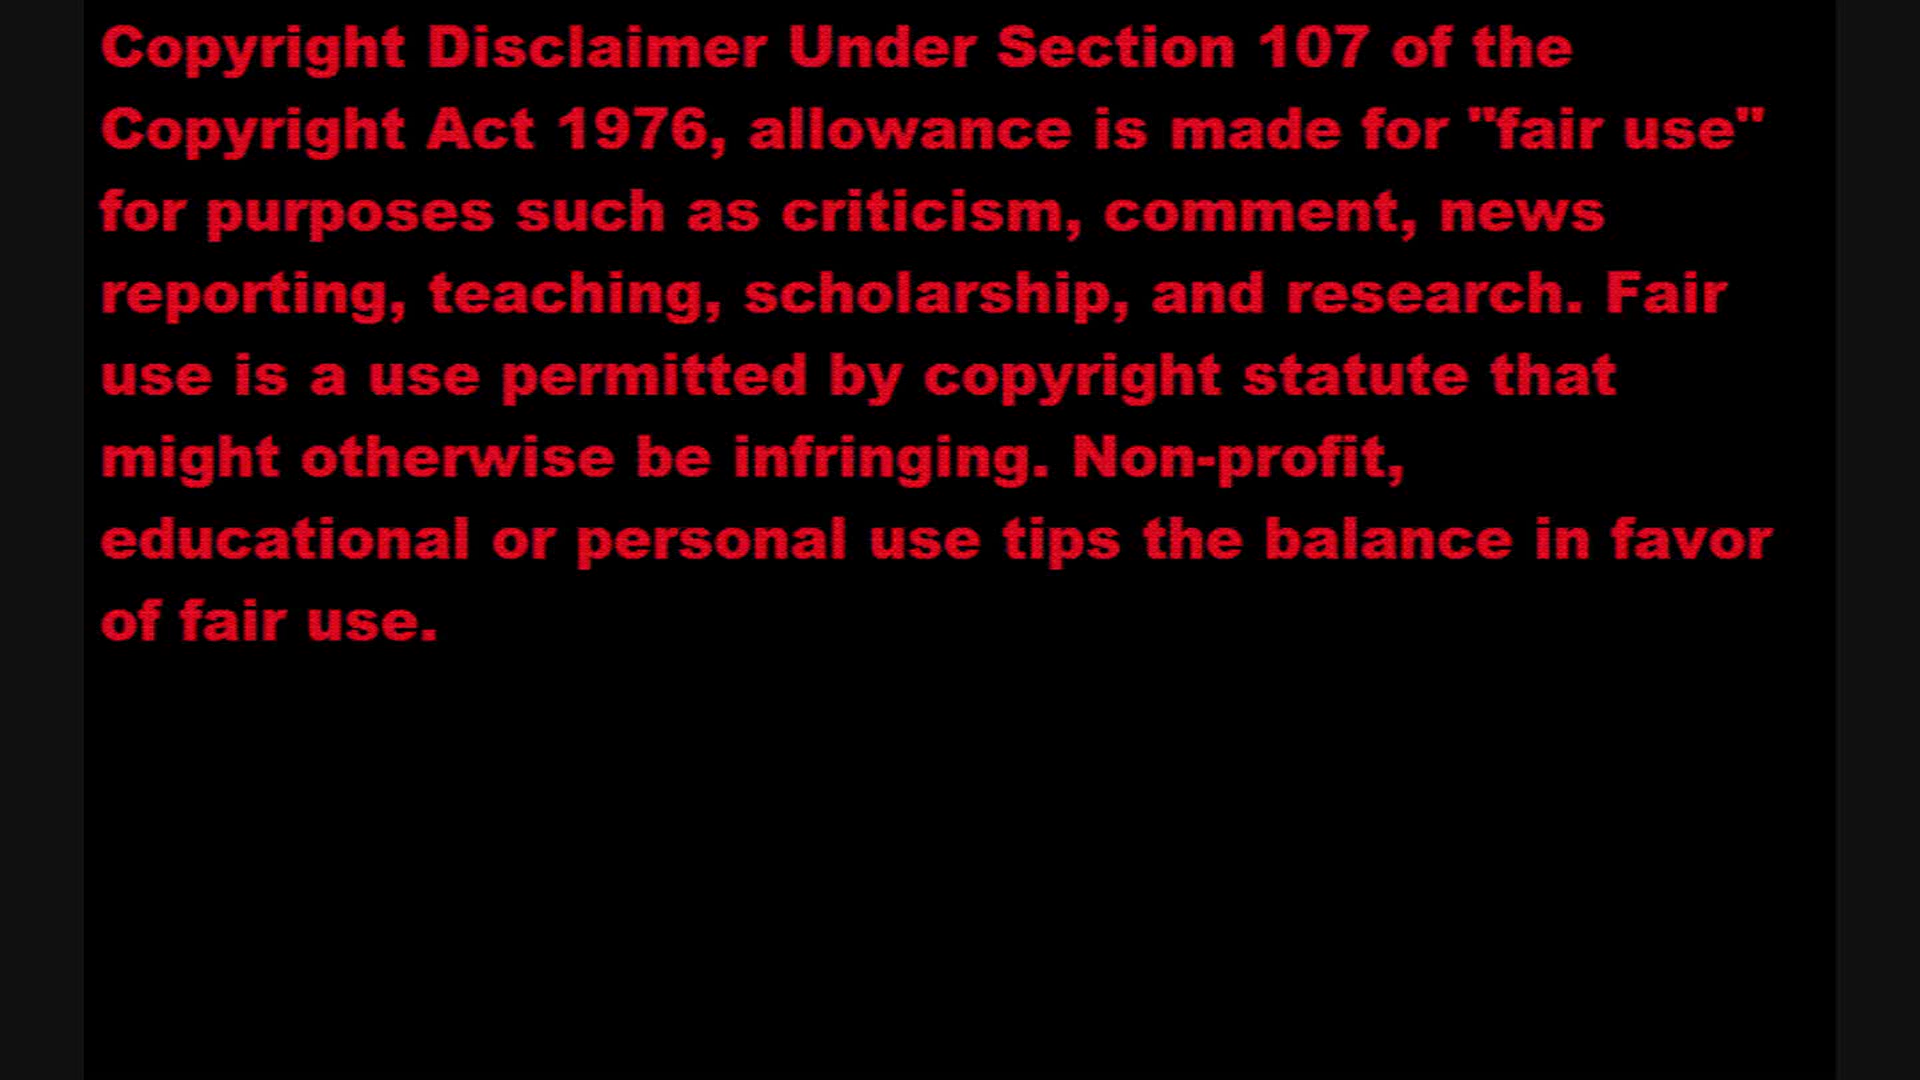 Copyright Disclaimer Under Section 107 of the
Copyright Act 1976, allowance is made for "fair use"
for purposes such as criticism, comment, news
reporting, teaching, scholarship, and research. Fair
use is a use permitted by copyright statute that
might otherwise be infringing. Non-profit,
educational or personal use tips the balance in favor
of fair use.